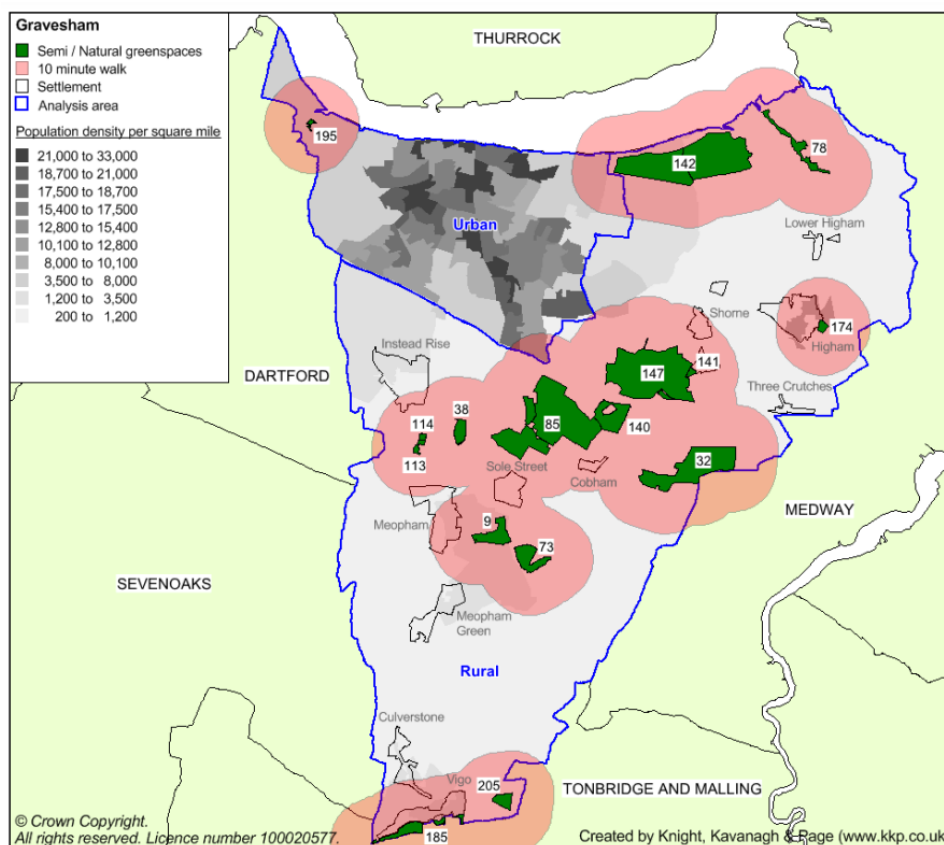 Gravesham
Semi / Natural greenspaces
10 minute walk
Settlement
Analysis area
Population density per square mile
21,000 to 33,000
18,700 to 21,000
17,500 to 18,700
15,400 to 17,500
12,800 to 15,400
10,100 to 12,800
8,000 to 10,100
3,500 to 8,000
1,200 to 3,500
200 to 1,200
THURROCK
195
142
78
Urban
Lower Higham
Shorne
174
Higham
Instead Rise
141
147
DARTFORD
Three Crutches
114
38
85
140
113
Sole Street
32
Cobham
MEDWAY
Meopham
9
73
SEVENOAKS
Meopham
Green
Rural
Culverstone
Vigo
205
TONBRIDGE AND MALLING
185
© Crown Copyright.
All rights reserved. Licence number 100020577.
Created by Knight, Kavanagh & Page (www.kkp.co.uk